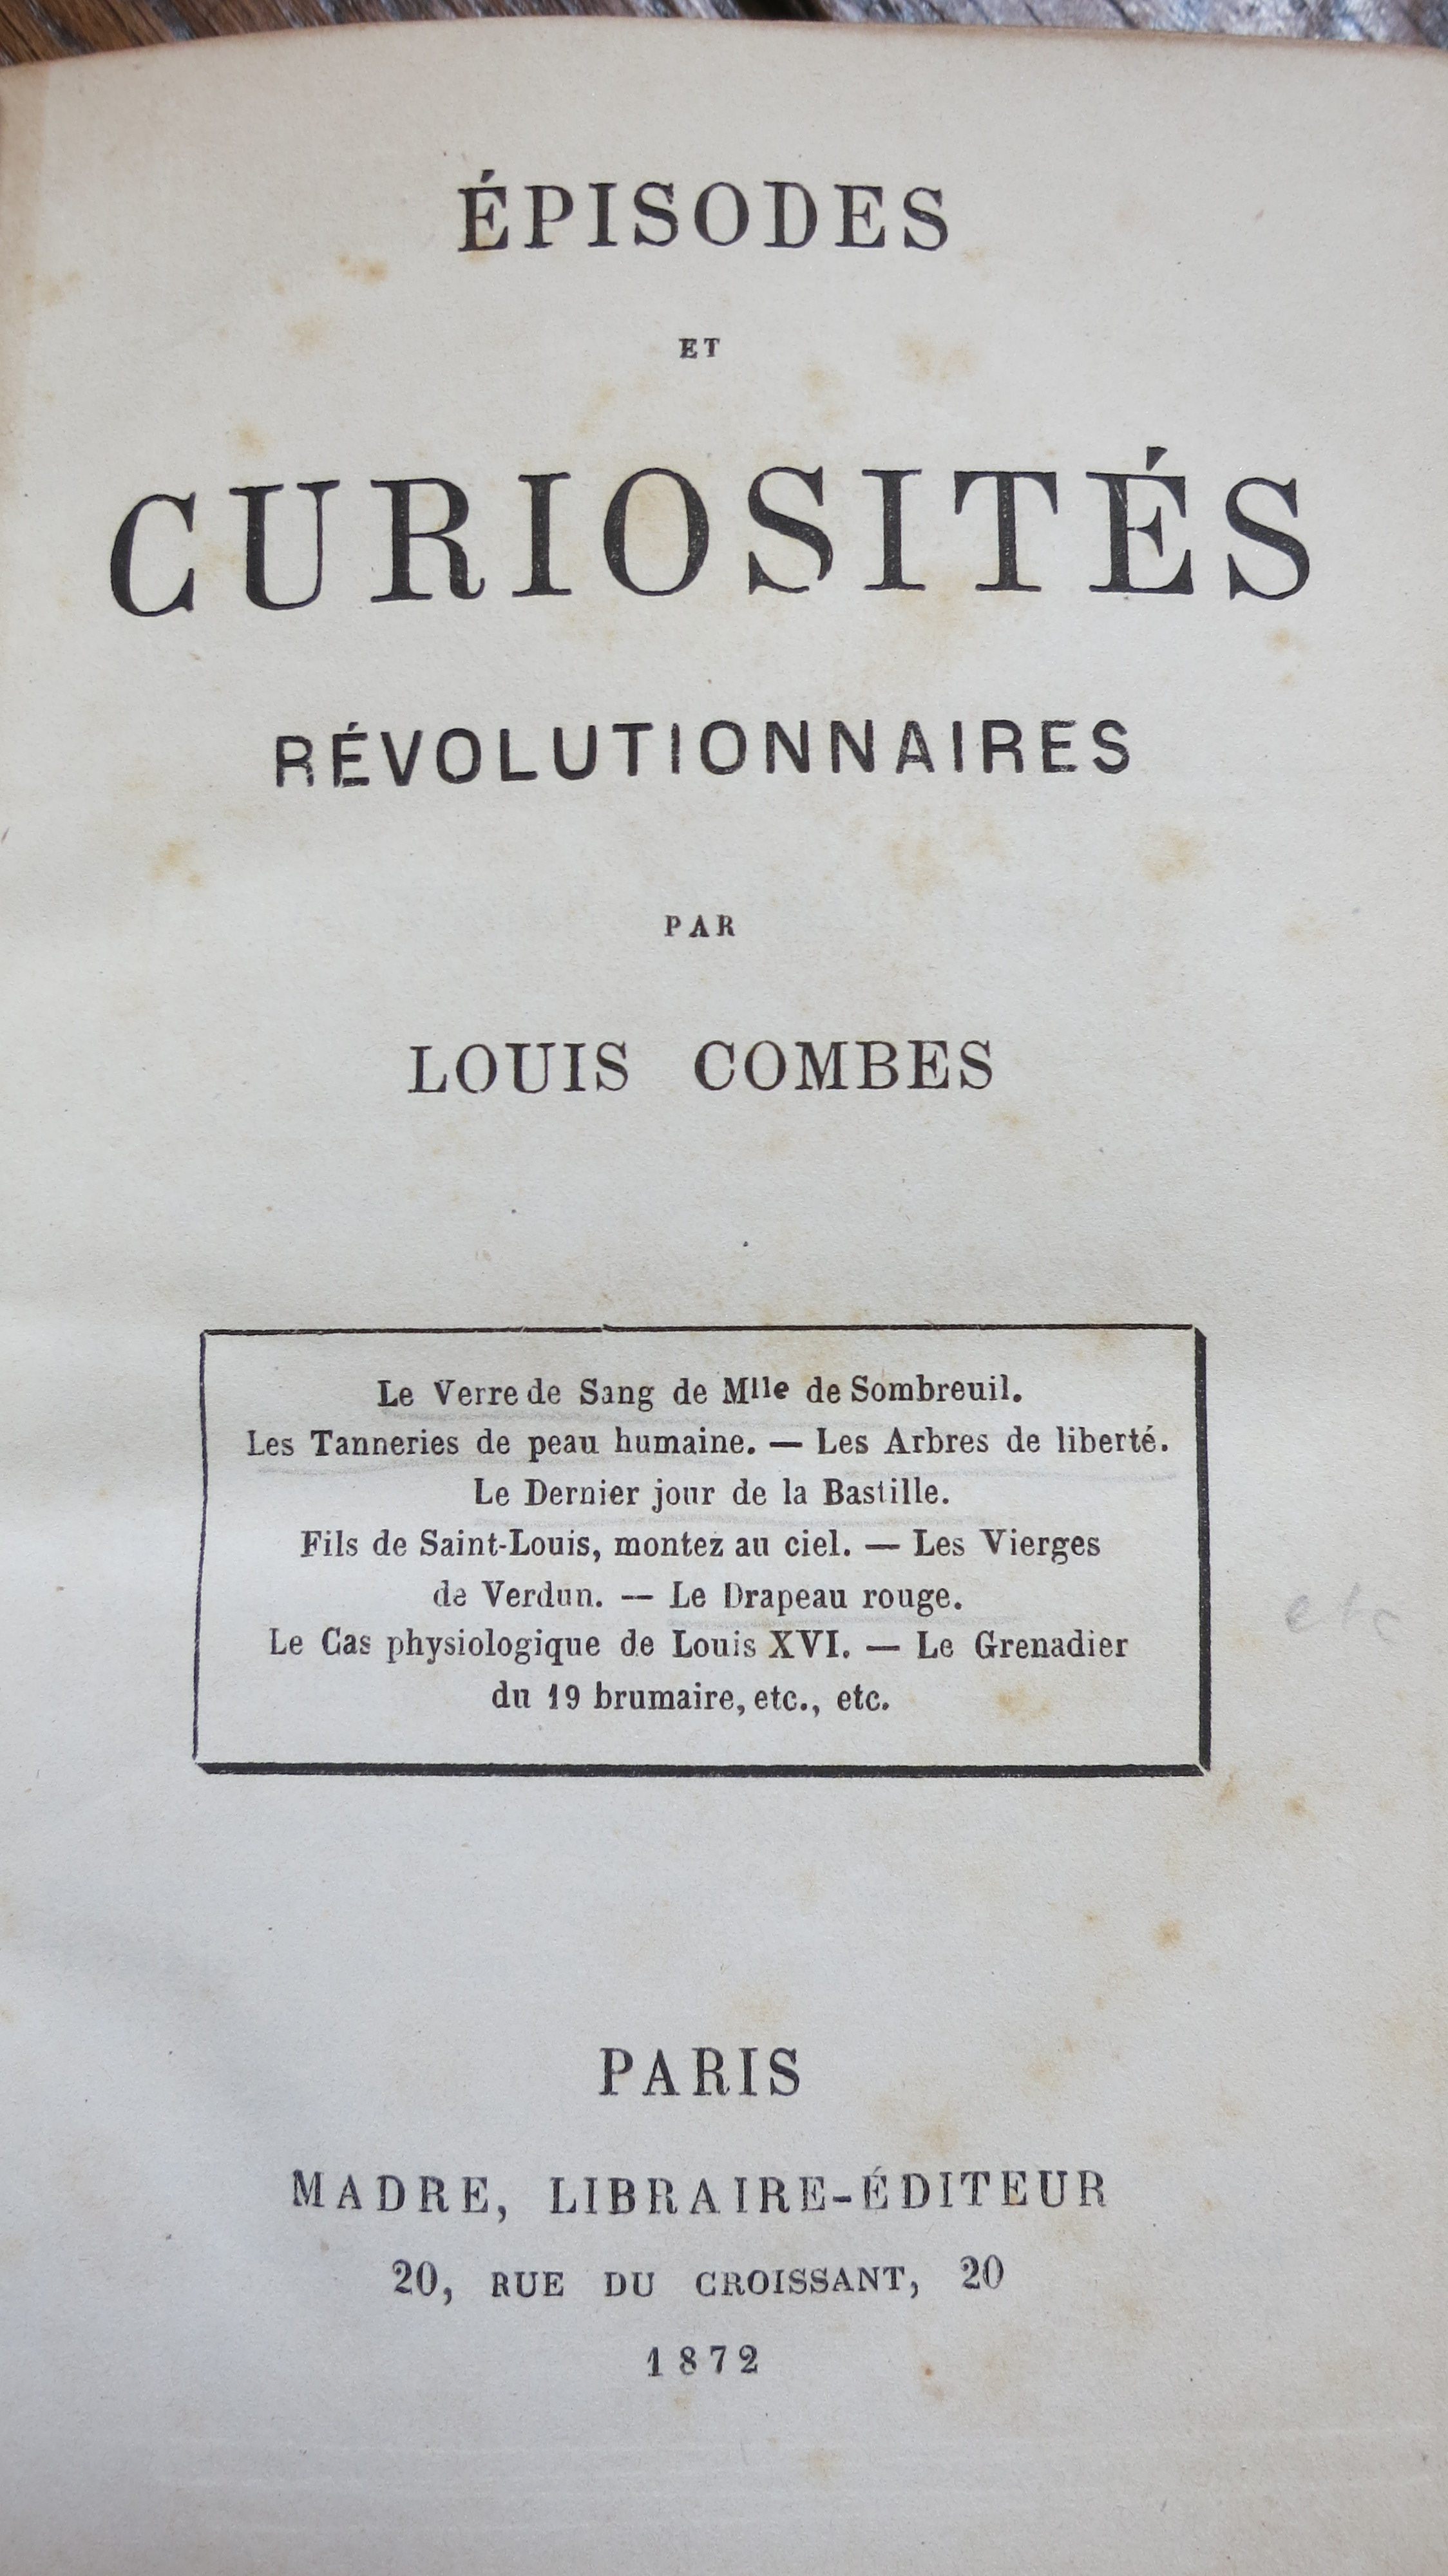 ÉPISODES
ET
CURIOSITÉS
RÉVOLUTIONNAIRES
PAR
LOUIS COMBES
Le Verre de Sang de Mlle de Sombreuil.
Les Tanneries de peau humaine. — Les Arbres de liberté.
Le Dernier jour de la Bastille.
Fils de Saint-Louis, montez au ciel. — Les Vierges
de Verdun. — Le Drapeau rouge.
etc
Le Cas physiologique de Louis XVI. — Le Grenadier
du 19 brumaire, etc., etc.
PARIS
MADRE, LIBRAIRE-ÉDITEUR
20, RUE DU CROISSANT, 20
1872